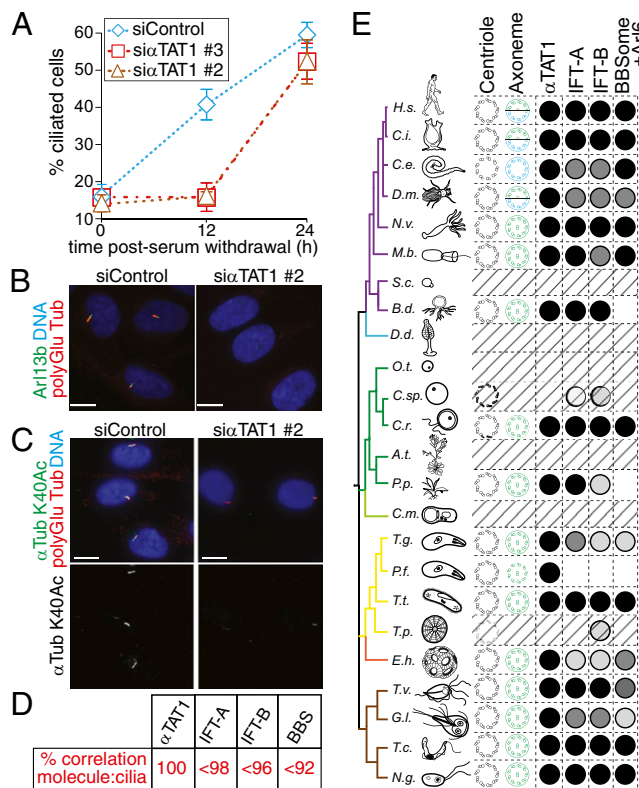 A
siControl
siαTAT1 #3
siαTAT1 #2
% ciliated cells
60
50
40
30
20
10
0
12
24
time post-serum withdrawal (h)
B
siControl
siαTAT1 #2
Arl13b DNA
polyGlu Tub
C
siControl
siαTAT1 #2
αTub K40Ac
polyGlu Tub DNA
αTub K40Ac
D
αTAT1
IFT-A
IFT-B
BBS
% correlation
molecule:cilia
100
<98
<96
<92
E
Centriole
Axoneme
αTAT1
IFT-A
IFT-B
BBSome
+Arl6
H.s.
C.i.
C.e.
D.m.
N.v.
M.b.
S.c.
B.d.
D.d.
O.t.
C.sp.
C.r.
A.t.
P.p.
C.m.
T.g.
P.f.
T.t.
T.p.
E.h.
T.v.
G.l.
T.c.
N.g.